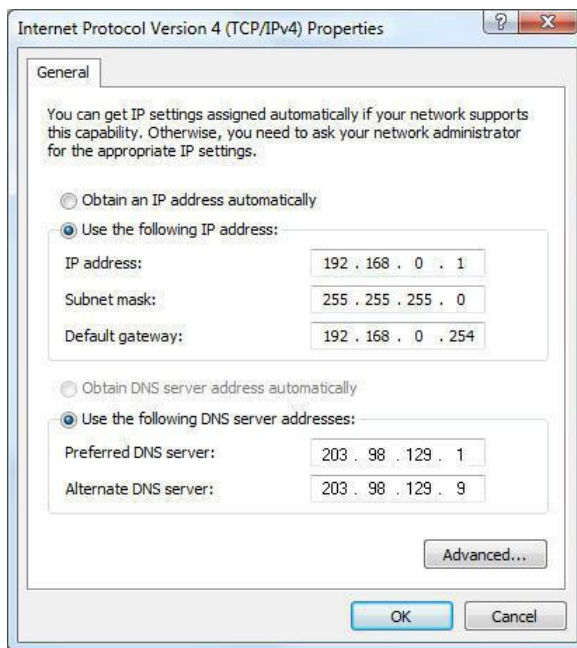 Internet Protocol Version 4 (TCP/IPv4) Properties
?
X
General
You can get IP settings assigned automatically if your network supports
this capability. Otherwise, you need to ask your network administrator
for the appropriate IP settings.
Obtain an IP address automatically
Use the following IP address:
IP address: 192 . 168 . 0 . 1
Subnet mask: 255 . 255 . 255 . 0
Default gateway: 192 . 168 . 0 . 254
Obtain DNS server address automatically
Use the following DNS server addresses:
Preferred DNS server: 203 . 98 . 129 . 1
Alternate DNS server: 203 . 98 . 129 . 9
Advanced...
OK Cancel